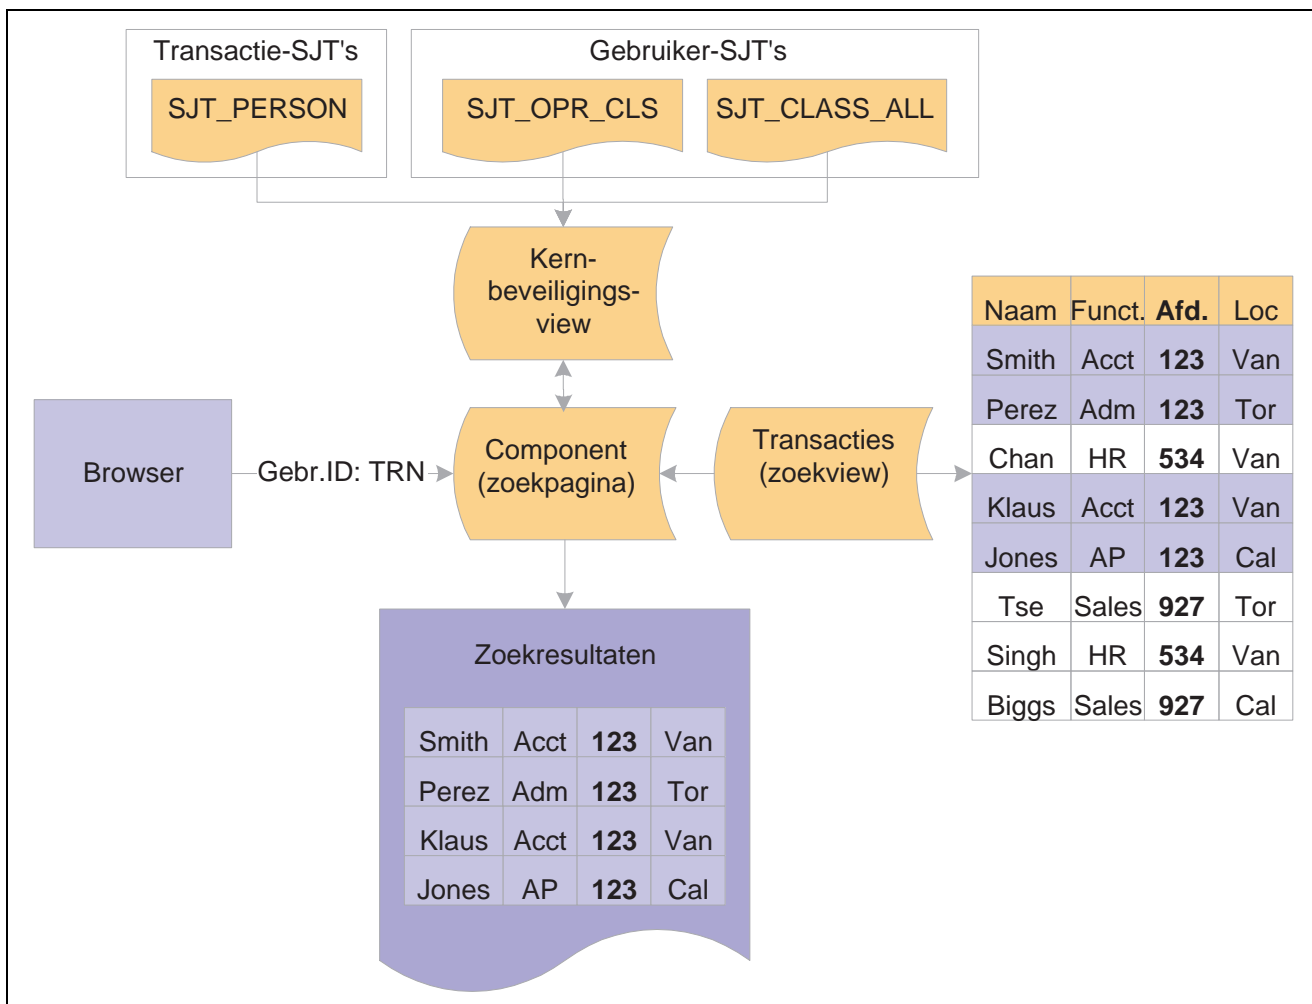 Transactie-SJT's
SJT_PERSON
Gebruiker-SJT's
SJT_OPR_CLS
SJT_CLASS_ALL
Kern-
beveiligings-
view
Browser
Gebr.ID: TRN
Component
(zoekpagina)
Transacties
(zoekview)
Naam Funct. Afd. Loc
Smith Acct 123 Van
Perez Adm 123 Tor
Chan HR 534 Van
Klaus Acct 123 Van
Jones AP 123 Cal
Tse Sales 927 Tor
Singh HR 534 Van
Biggs Sales 927 Cal
Zoekresultaten
Smith Acct 123 Van
Perez Adm 123 Tor
Klaus Acct 123 Van
Jones AP 123 Cal